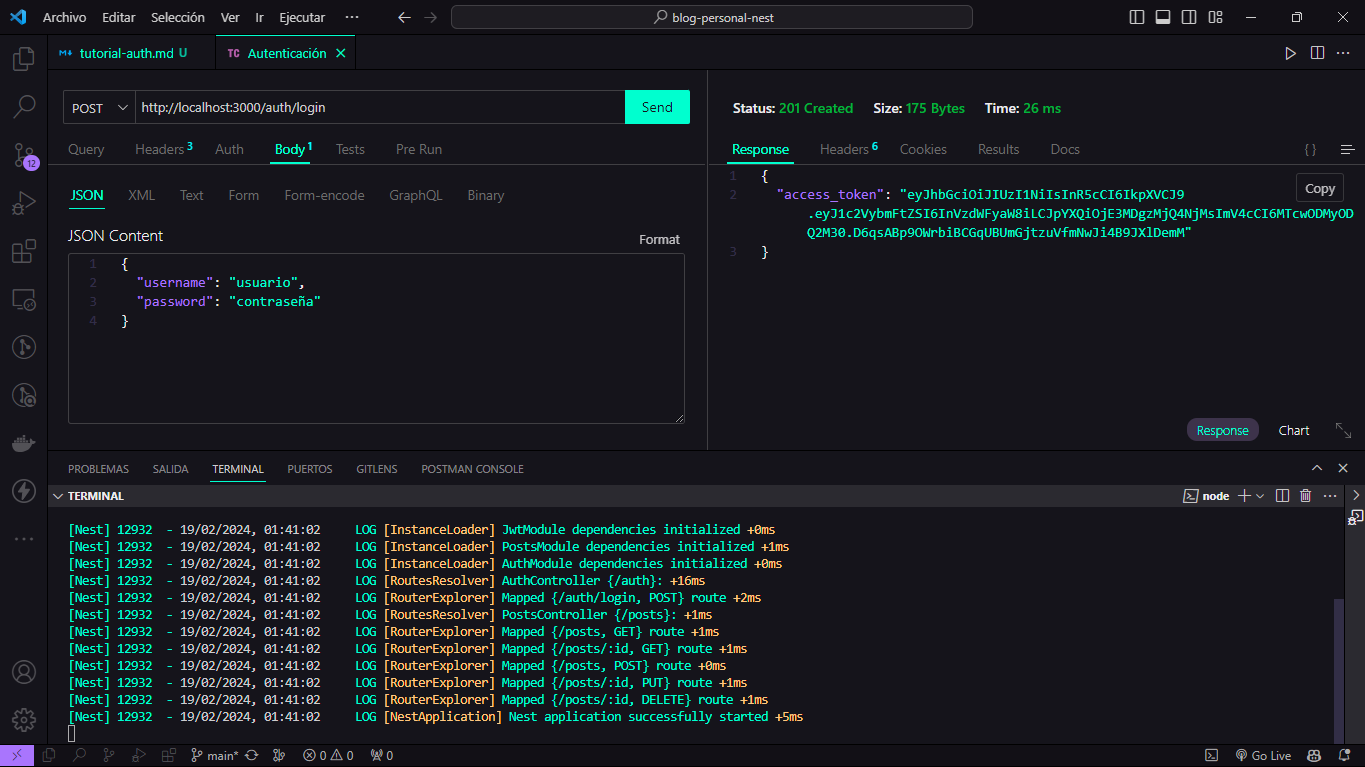 Archivo Editar Selección Ver Ir Ejecutar ··· blog-personal-nest
tutorial-auth.md U TC Autenticación
POST http://localhost:3000/auth/login Send
Query Headers 3 Auth Body 1 Tests Pre Run
JSON XML Text Form Form-encode GraphQL Binary
JSON Content
Format
1 {
2 "username": "usuario",
3 "password": "contraseña"
4 }
Status: 201 Created Size: 175 Bytes Time: 26 ms
Response Headers 6 Cookies Results Docs { }
Copy
1 {
2 "access_token": "eyJhbGciOiJIUzI1NiIsInR5cCI6IkpXVCJ9
.eyJ1c2VybmFtZSI6InVzdWFyaW8iLCJpYXQiOjE3MDgzMjQ4NjMsImV4cCI6MTcwODMyOD
Q2M30.D6qsABp9OWrbiBCGqUBUmGjtzuVfmNwJi4B9JXlDemM"
3 }
Response Chart
PROBLEMAS SALIDA TERMINAL PUERTOS GITLENS POSTMAN CONSOLE
TERMINAL node
[Nest] 12932 - 19/02/2024, 01:41:02 LOG [InstanceLoader] JwtModule dependencies initialized +0ms
[Nest] 12932 - 19/02/2024, 01:41:02 LOG [InstanceLoader] PostsModule dependencies initialized +1ms
[Nest] 12932 - 19/02/2024, 01:41:02 LOG [InstanceLoader] AuthModule dependencies initialized +0ms
[Nest] 12932 - 19/02/2024, 01:41:02 LOG [RoutesResolver] AuthController {/auth}: +16ms
[Nest] 12932 - 19/02/2024, 01:41:02 LOG [RouterExplorer] Mapped {/auth/login, POST} route +2ms
[Nest] 12932 - 19/02/2024, 01:41:02 LOG [RoutesResolver] PostsController {/posts}: +1ms
[Nest] 12932 - 19/02/2024, 01:41:02 LOG [RouterExplorer] Mapped {/posts, GET} route +1ms
[Nest] 12932 - 19/02/2024, 01:41:02 LOG [RouterExplorer] Mapped {/posts/:id, GET} route +1ms
[Nest] 12932 - 19/02/2024, 01:41:02 LOG [RouterExplorer] Mapped {/posts, POST} route +0ms
[Nest] 12932 - 19/02/2024, 01:41:02 LOG [RouterExplorer] Mapped {/posts/:id, PUT} route +1ms
[Nest] 12932 - 19/02/2024, 01:41:02 LOG [RouterExplorer] Mapped {/posts/:id, DELETE} route +1ms
[Nest] 12932 - 19/02/2024, 01:41:02 LOG [NestApplication] Nest application successfully started +5ms
12
main* 0 0 0 Go Live